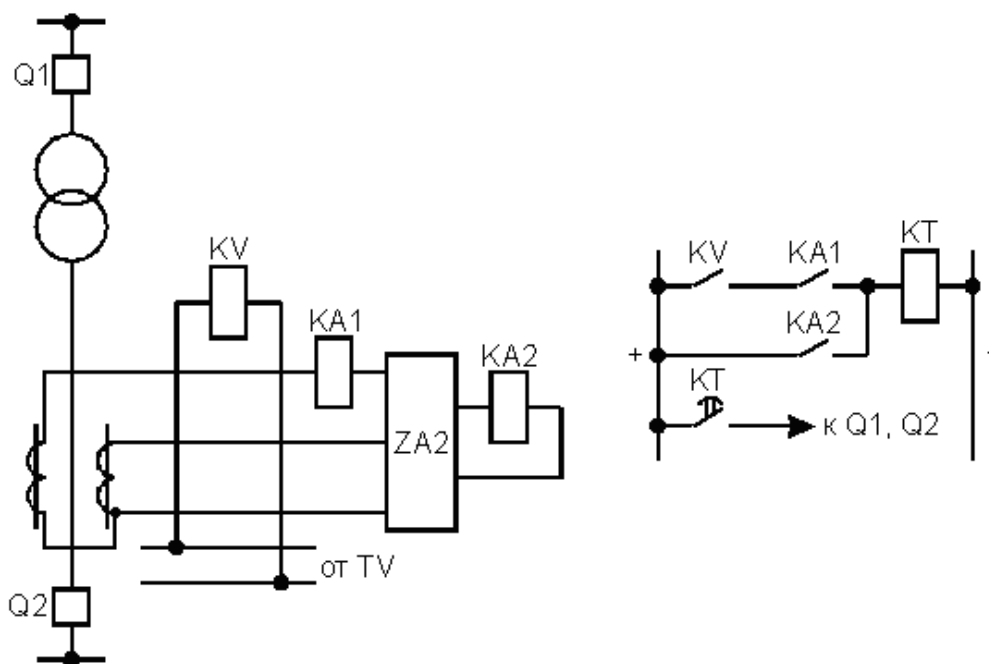 Q1
KV
KA1
KA2
ZA2
от TV
Q2
KV
KA1
KT
KA2
+
-
KT
к Q1, Q2